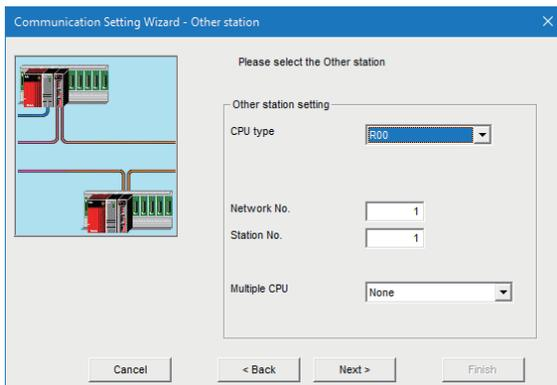 Communication Setting Wizard - Other station
Please select the Other station
Other station setting
CPU type
R00
Network No.
1
Station No.
1
Multiple CPU
None
Cancel
< Back
Next >
Finish